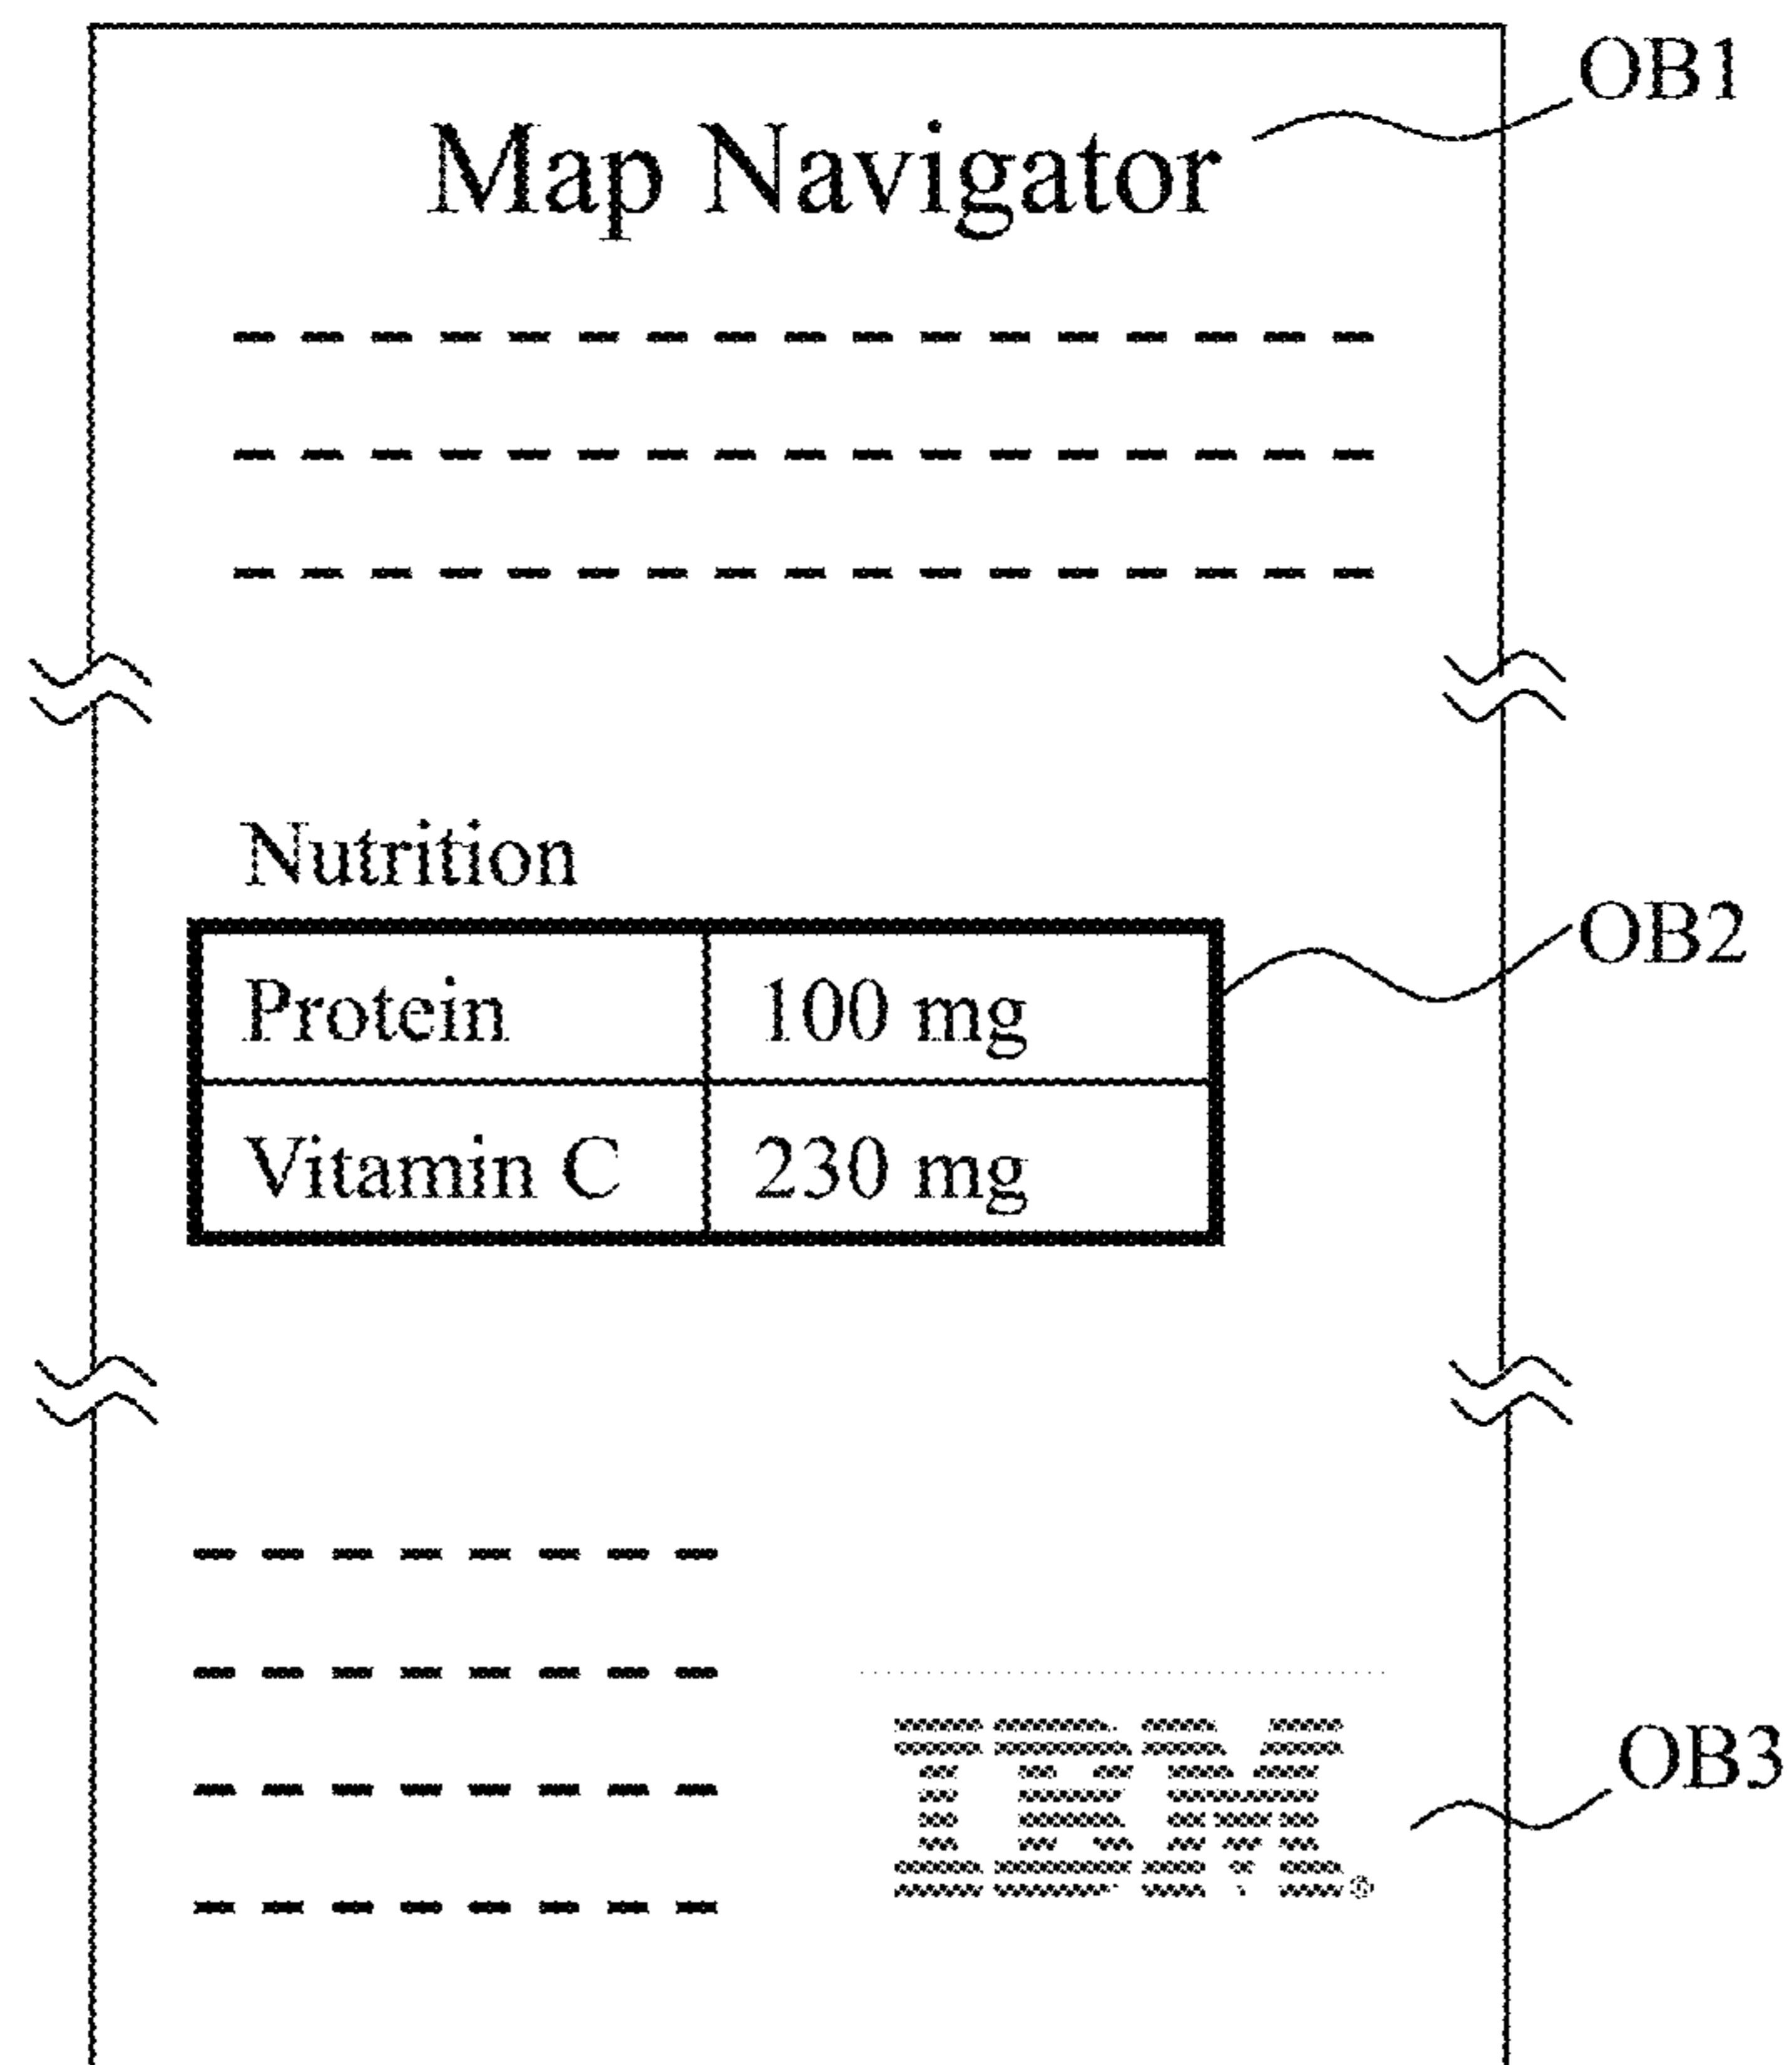 OB1
Map Navigator
Nutrition
OB2
Protein 100 mg
Vitamin C 230 mg
IBM®
OB3